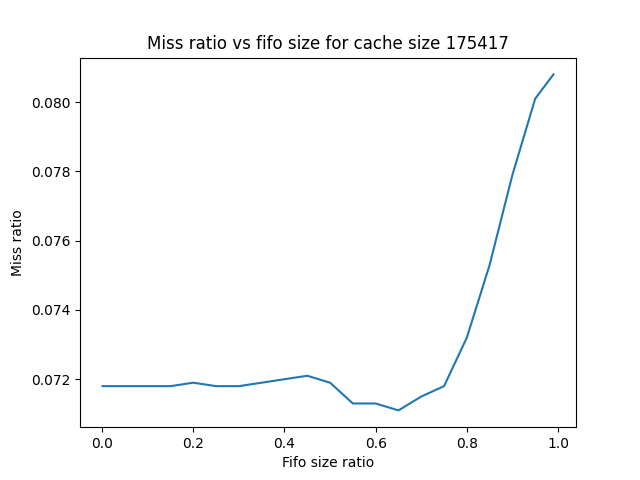 Miss ratio vs fifo size for cache size 175417
0.080
0.078
0.076
0.074
0.072
Miss ratio
0.0 0.2 0.4 0.6 0.8 1.0
Fifo size ratio